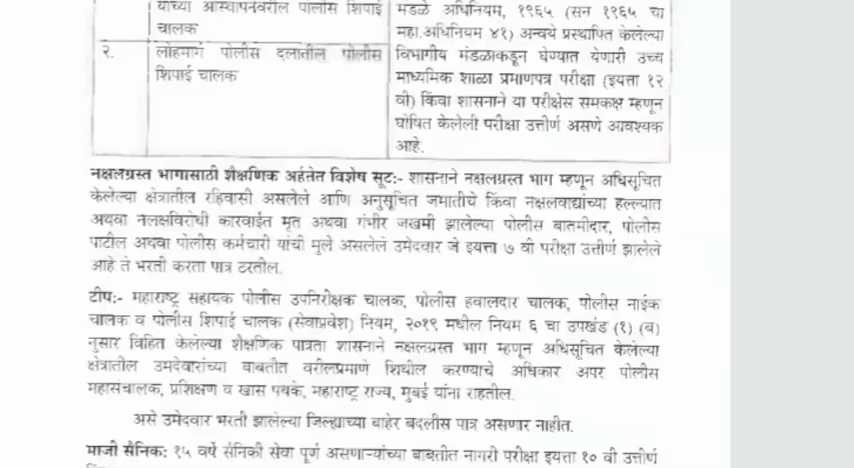 यांच्या आस्थापनेवरील पोलीस शिपाई
चालक
मंडळे अधिनियम, १९६५ (सन १९६५ चा
महा.अधिनियम ४१) अन्वये प्रस्थापित केलेल्या
२.
लोहमार्ग पोलीस दलातील पोलीस
शिपाई चालक
विभागीय मंडळाकडून घेण्यात येणारी उच्च
माध्यमिक शाळा प्रमाणपत्र परीक्षा (इयत्ता १२
वी) किंवा शासनाने या परीक्षेस समकक्ष म्हणून
घोषित केलेली परीक्षा उत्तीर्ण असणे आवश्यक
आहे.
नक्षलग्रस्त भागासाठी शैक्षणिक अर्हतेत विशेष सूटः- शासनाने नक्षलग्रस्त भाग म्हणून अधिसूचित
केलेल्या क्षेत्रातील रहिवासी असलेले आणि अनुसूचित जमातीचे किंवा नक्षलवाद्यांच्या हल्ल्यात
अथवा नलक्षविरोधी कारवाईत मृत अथवा गंभीर जखमी झालेल्या पोलीस बातमीदार, पोलीस
पाटील अथवा पोलीस कर्मचारी यांची मुले असलेले उमेदवार जे इयत्ता ७ वी परीक्षा उत्तीर्ण झालेले
आहे ते भरती करता पात्र ठरतील.
टीपः- महाराष्ट्र सहायक पोलीस उपनिरीक्षक चालक, पोलीस हवालदार चालक, पोलीस नाईक
चालक व पोलीस शिपाई चालक (सेवाप्रवेश) नियम, २०१९ मधील नियम ६ चा उपखंड (१) (ब)
नुसार विहित केलेल्या शैक्षणिक पात्रता शासनाने नक्षलग्रस्त भाग म्हणून अधिसूचित केलेल्या
क्षेत्रातील उमदेवारांच्या बाबतीत वरीलप्रमाणे शिथील करण्याचे अधिकार अपर पोलीस
महासंचालक, प्रशिक्षण व खास पथके, महाराष्ट्र राज्य, मुंबई यांना राहतील.
असे उमेदवार भरती झालेल्या जिल्ह्याच्या बाहेर बदलीस पात्र असणार नाहीत.
माजी सैनिक: १५ वर्षे सैनिकी सेवा पूर्ण असणाऱ्यांच्या बाबतीत नागरी परीक्षा इयत्ता १० वी उत्तीर्ण